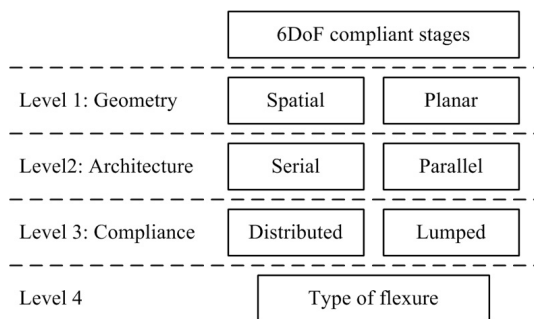 6DoF compliant stages
Level 1: Geometry Spatial Planar
Level2: Architecture Serial Parallel
Level 3: Compliance Distributed Lumped
Level 4 Type of flexure